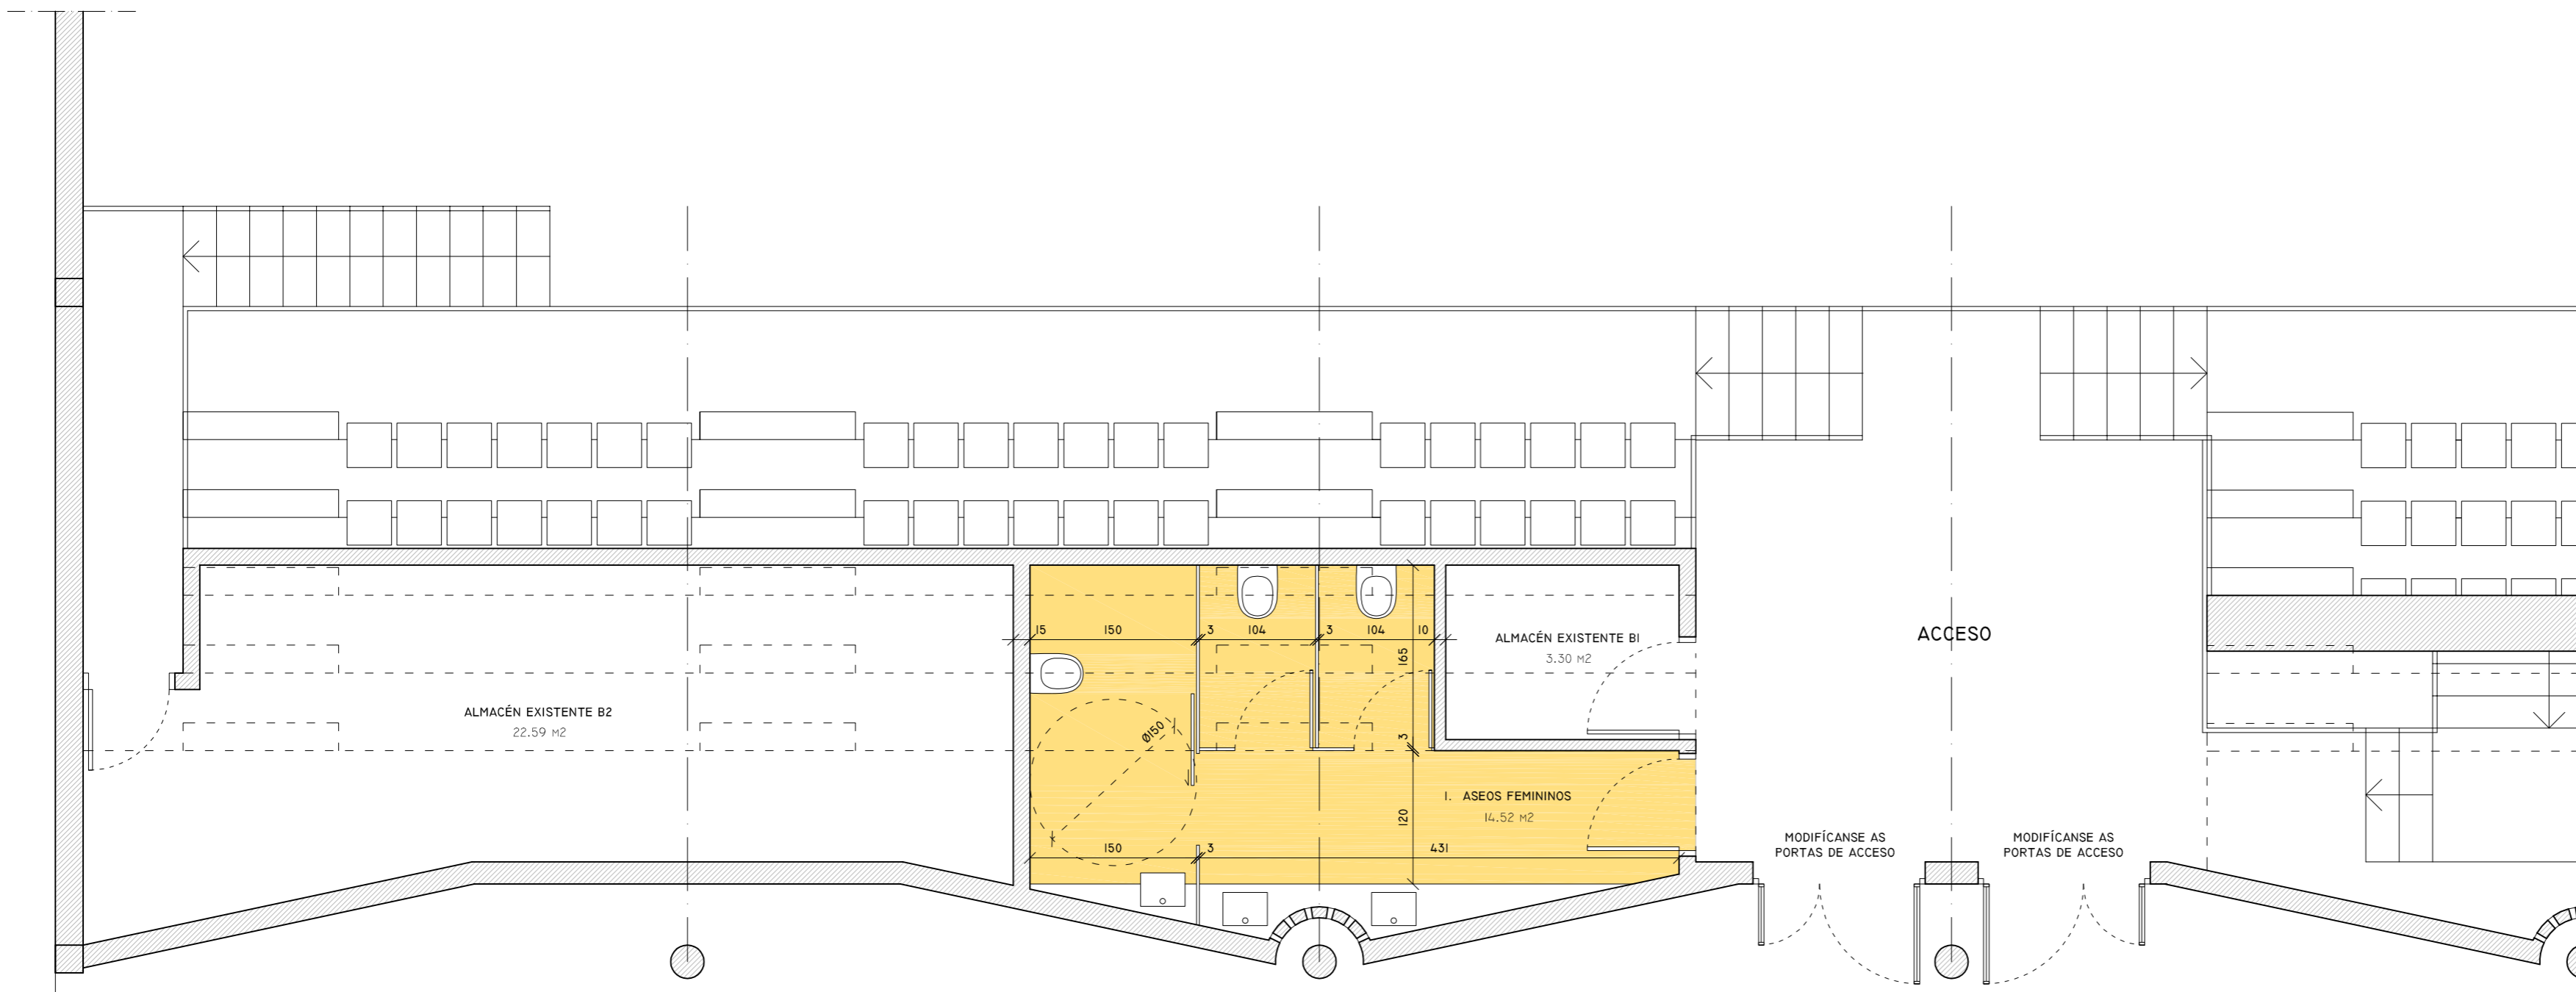 15
150
3
104
3
104
10
165
ALMACÉN EXISTENTE B1
3.30 M2
ACCESO
ALMACÉN EXISTENTE B2
22.59 M2
Ø150
3
1. ASEOS FEMININOS
14.52 M2
120
150
3
431
MODIFÍCANSE AS
PORTAS DE ACCESO
MODIFÍCANSE AS
PORTAS DE ACCESO